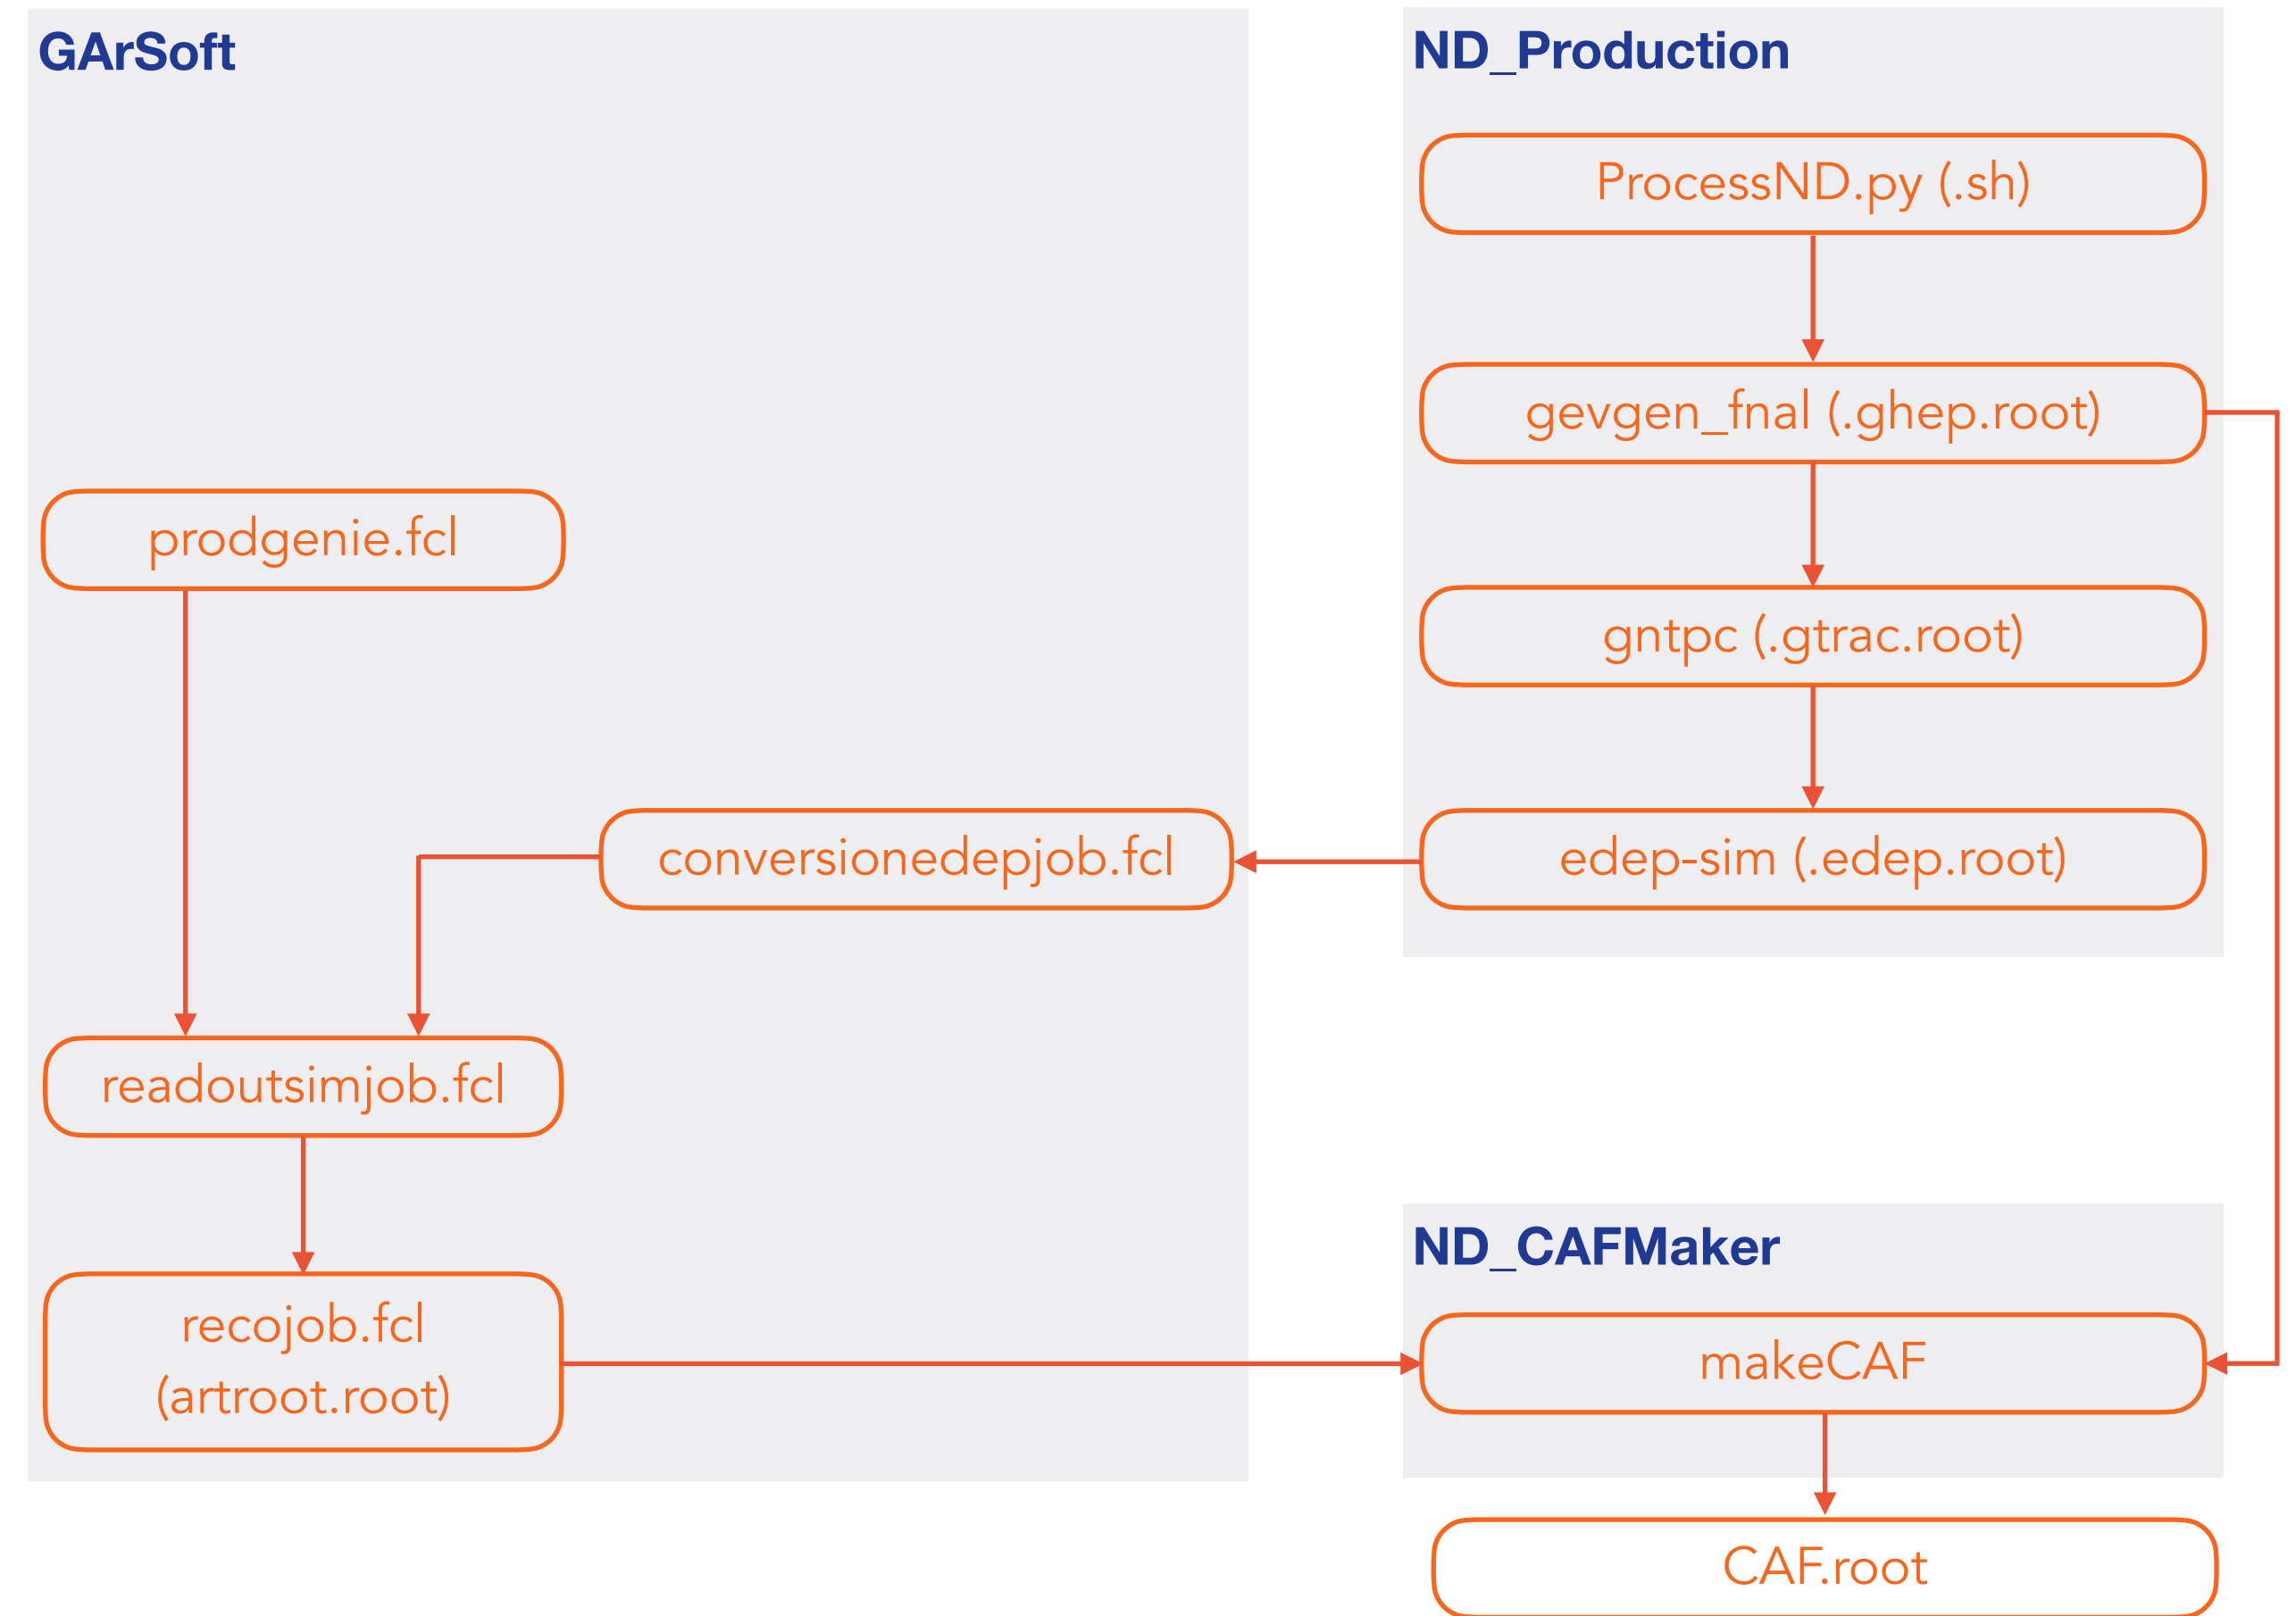 GArSoft
prodgenie.fcl
conversionedepjob.fcl
readoutsimjob.fcl
recojob.fcl
(artroot.root)
ND_Production
ProcessND.py (.sh)
gevgen_fnal (.ghep.root)
gntpc (.gtrac.root)
edep-sim (.edep.root)
ND_CAFMaker
makeCAF
CAF.root